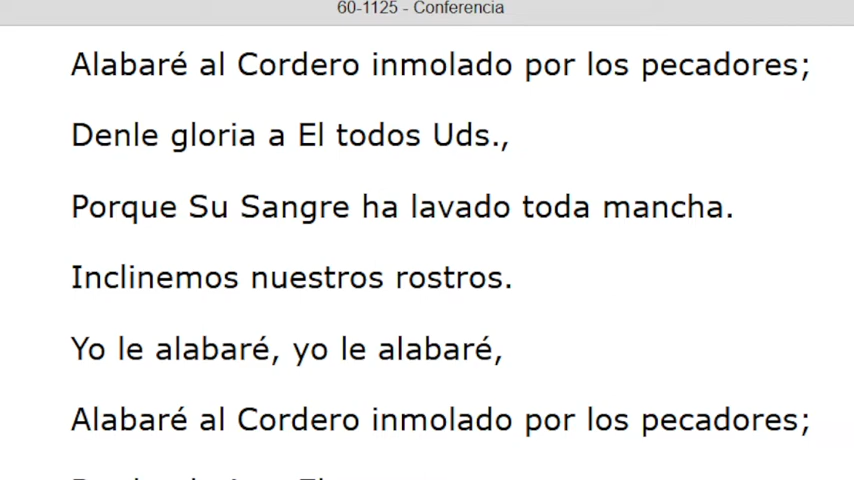 60-1125 - Conferencia
Alabaré al Cordero inmolado por los pecadores;
Denle gloria a El todos Uds.,
Porque Su Sangre ha lavado toda mancha.
Inclinemos nuestros rostros.
Yo le alabaré, yo le alabaré,
Alabaré al Cordero inmolado por los pecadores;